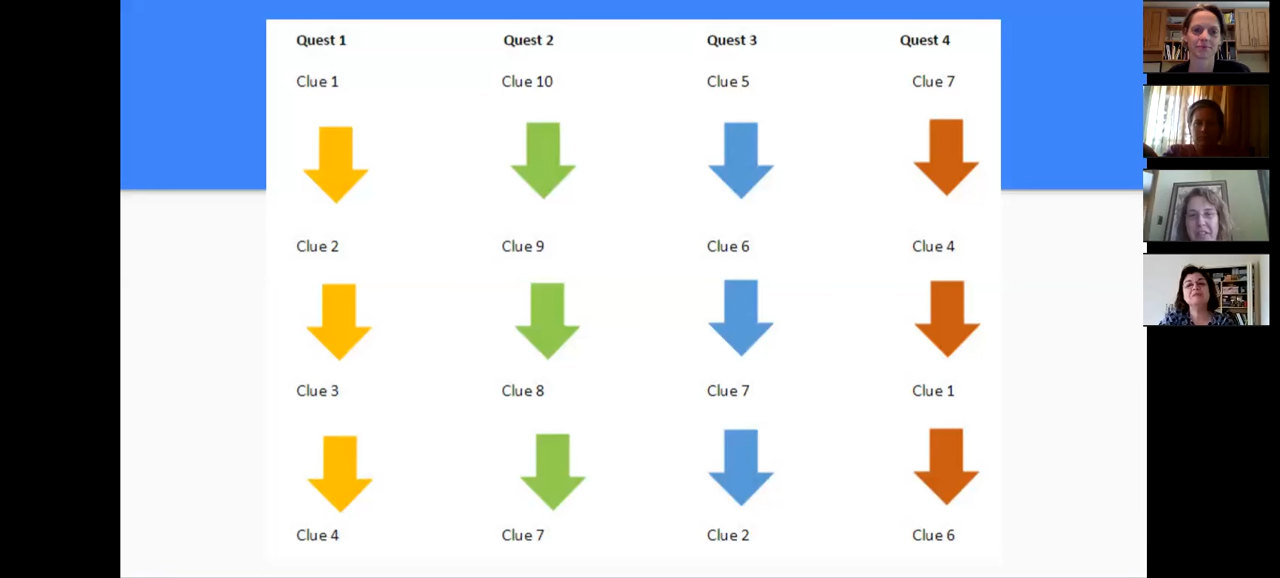 Quest 1 Quest 2 Quest 3 Quest 4
Clue 1 Clue 10 Clue 5 Clue 7
Clue 2 Clue 9 Clue 6 Clue 4
Clue 3 Clue 8 Clue 7 Clue 1
Clue 4 Clue 7 Clue 2 Clue 6